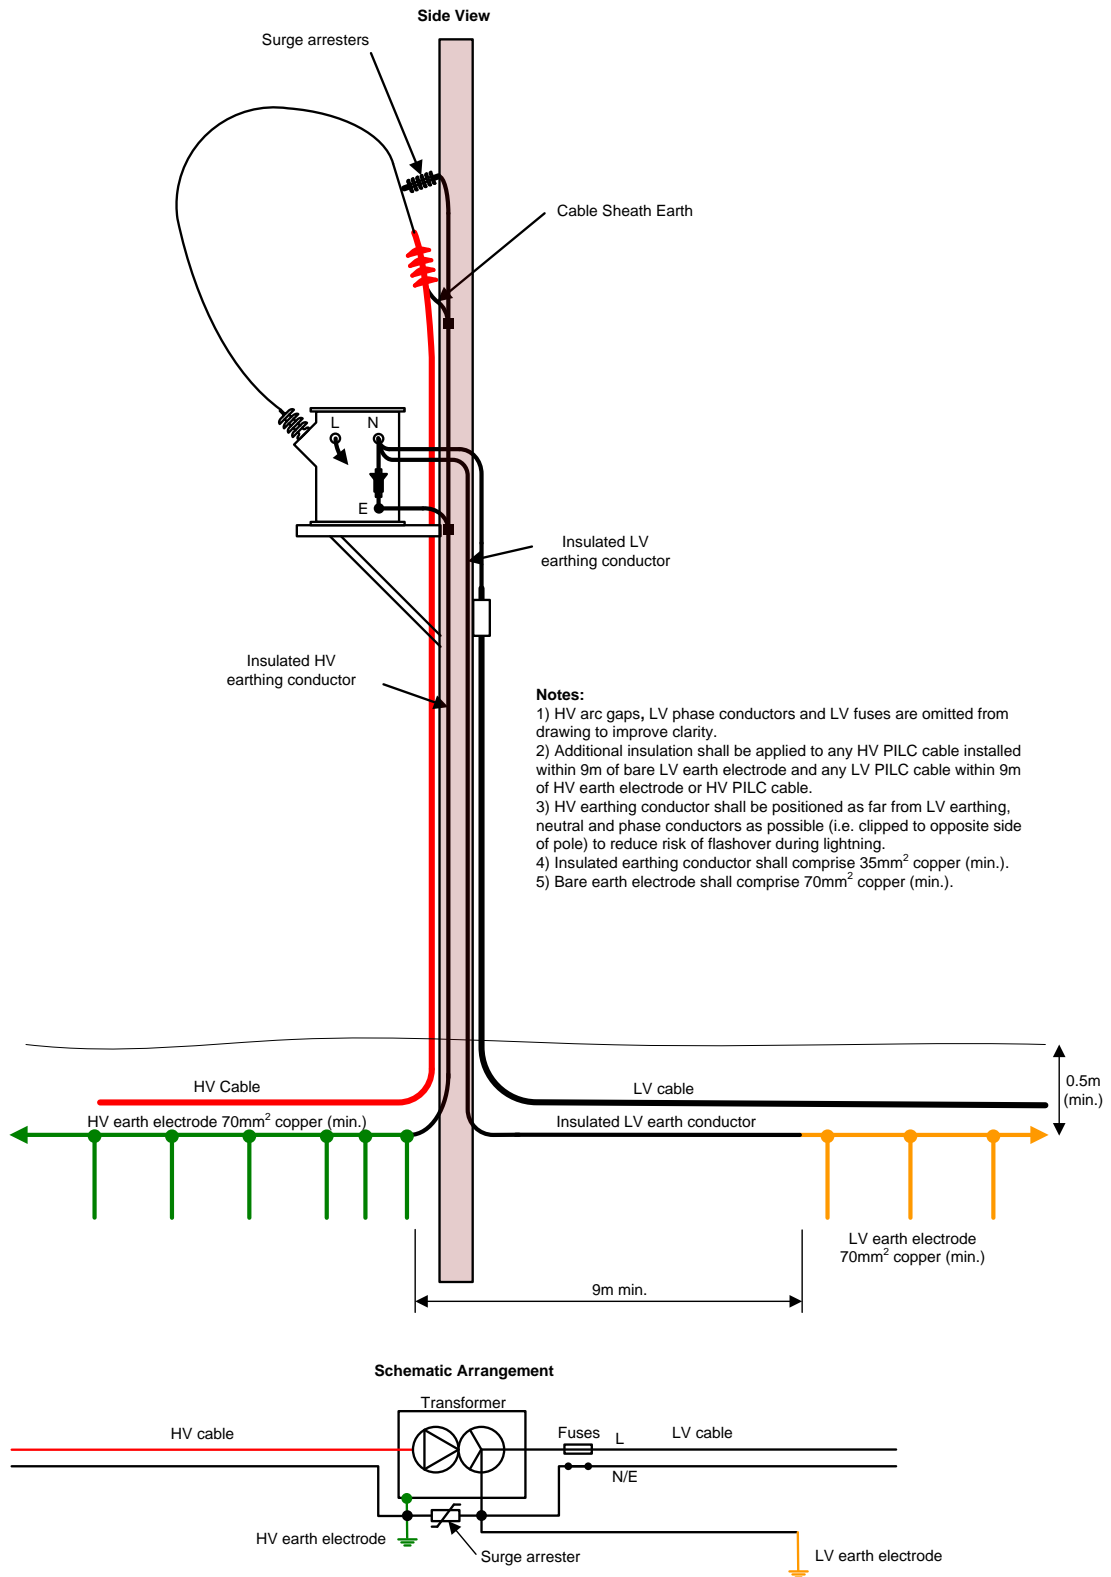 Side View
Surge arresters
Cable Sheath Earth
L
N
E
Insulated LV
earthing conductor
Insulated HV
earthing conductor
Notes:
1) HV arc gaps, LV phase conductors and LV fuses are omitted from
drawing to improve clarity.
2) Additional insulation shall be applied to any HV PILC cable installed
within 9m of bare LV earth electrode and any LV PILC cable within 9m
of HV earth electrode or HV PILC cable.
3) HV earthing conductor shall be positioned as far from LV earthing,
neutral and phase conductors as possible (i.e. clipped to opposite side
of pole) to reduce risk of flashover during lightning.
4) Insulated earthing conductor shall comprise 35mm² copper (min.).
5) Bare earth electrode shall comprise 70mm² copper (min.).
HV Cable
LV cable
0.5m
(min.)
HV earth electrode 70mm² copper (min.)
Insulated LV earth conductor
LV earth electrode
70mm² copper (min.)
9m min.
Schematic Arrangement
Transformer
HV cable
Fuses
L
LV cable
N/E
HV earth electrode
Surge arrester
LV earth electrode